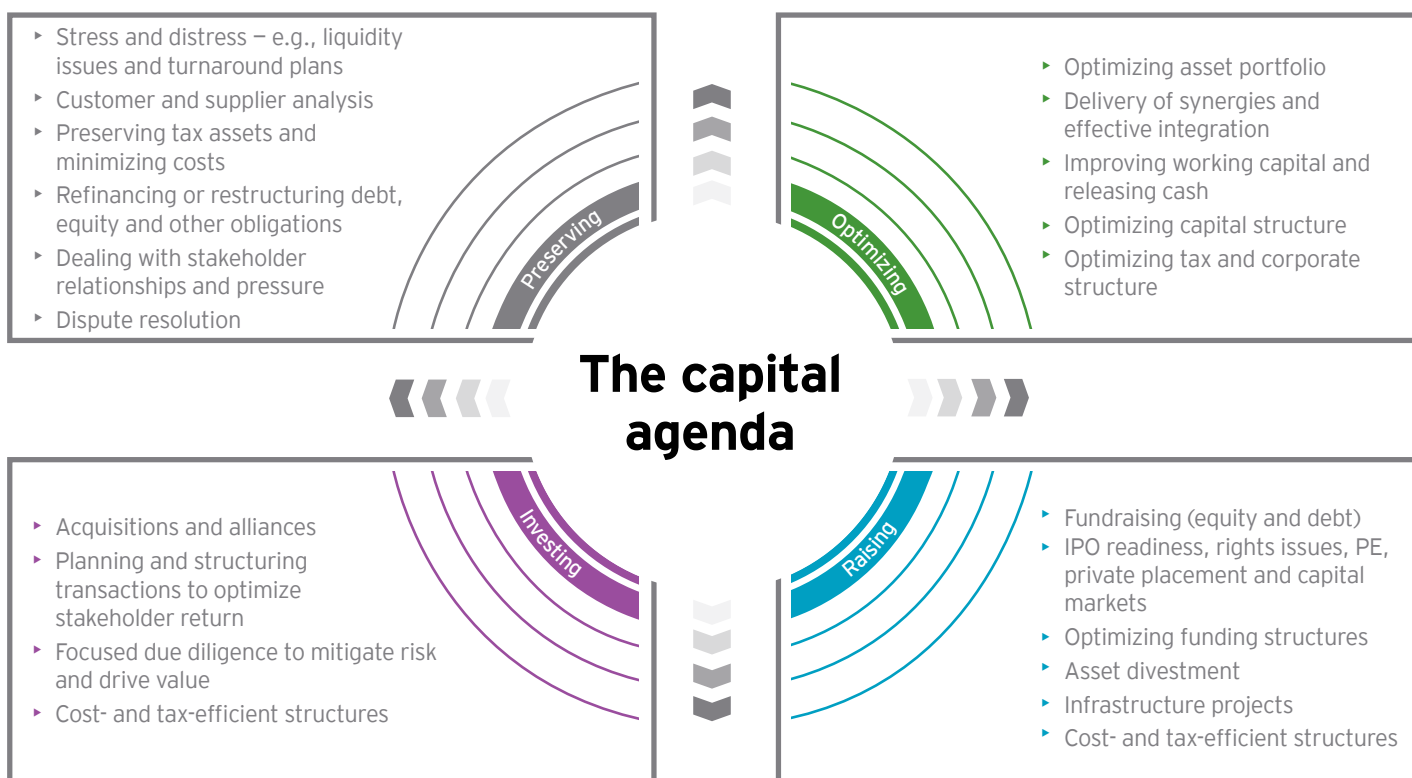 ▸ Stress and distress – e.g., liquidity
issues and turnaround plans
▸ Customer and supplier analysis
▸ Preserving tax assets and
minimizing costs
▸ Refinancing or restructuring debt,
equity and other obligations
▸ Dealing with stakeholder
relationships and pressure
▸ Dispute resolution
Preserving
▸ Optimizing asset portfolio
▸ Delivery of synergies and
effective integration
▸ Improving working capital and
releasing cash
▸ Optimizing capital structure
▸ Optimizing tax and corporate
structure
Optimizing
The capital
agenda
▸ Acquisitions and alliances
▸ Planning and structuring
transactions to optimize
stakeholder return
▸ Focused due diligence to mitigate risk
and drive value
▸ Cost- and tax-efficient structures
Investing
▸ Fundraising (equity and debt)
▸ IPO readiness, rights issues, PE,
private placement and capital
markets
▸ Optimizing funding structures
▸ Asset divestment
▸ Infrastructure projects
▸ Cost- and tax-efficient structures
Raising